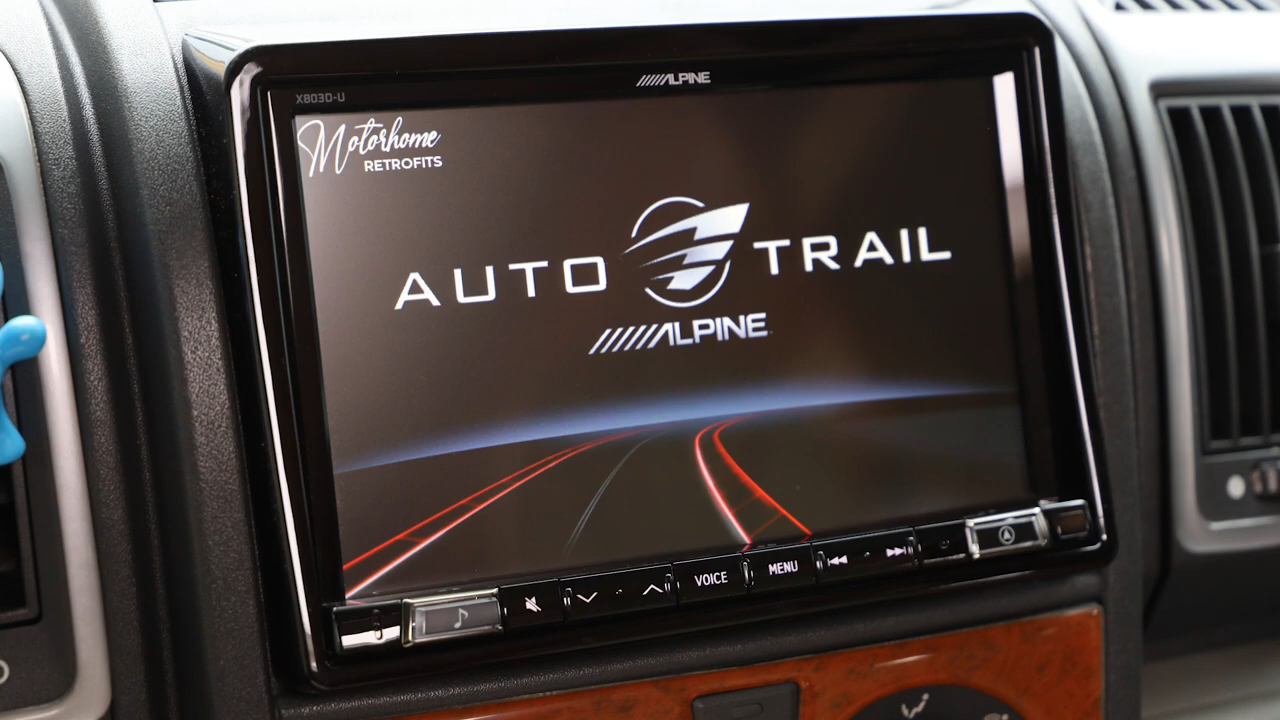 ALPINE
X803D-U
Motorhome
RETROFITS
AUTO TRAIL
ALPINE
VOICE
MENU